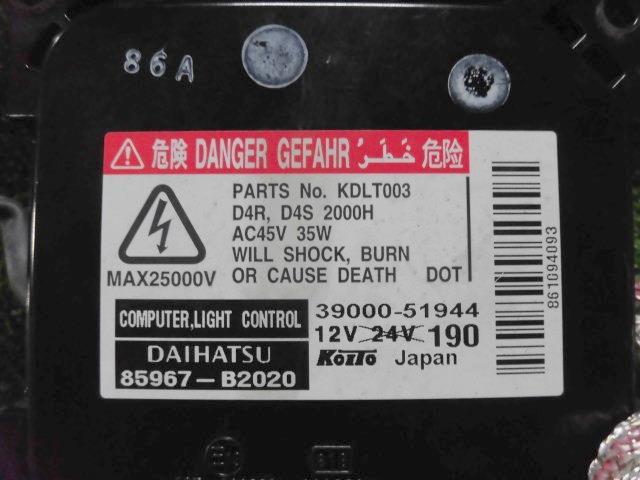 86A
危険 DANGER GEFAHR خَطَرْ 危险
PARTS No. KDLT003
D4R, D4S 2000H
AC45V 35W
WILL SHOCK, BURN
OR CAUSE DEATH DOT
MAX25000V
COMPUTER,LIGHT CONTROL
DAIHATSU
85967-B2020
39000-51944
12V 24V 190
KOITO Japan
861094093